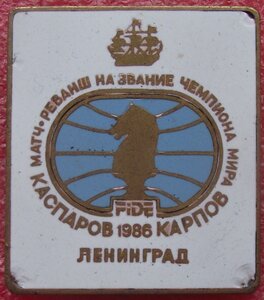 МАТЧ-РЕВАНШ НА ЗВАНИЕ ЧЕМПИОНА МИРА
FIDE
КАСПАРОВ 1986 КАРПОВ
ЛЕНИНГРАД